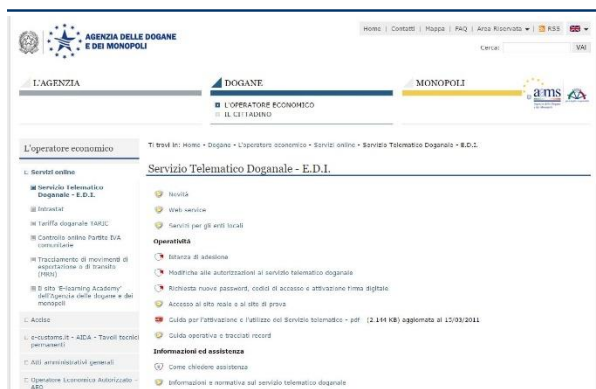 Home | Contatti | Mappa | FAQ | Area Riservata | RSS
AGENZIA DELLE DOGANE
E DEI MONOPOLI
Cerca: VAI
L'AGENZIA
DOGANE
MONOPOLI
L'OPERATORE ECONOMICO
IL CITTADINO
aams
L'operatore economico
Ti trovi in: Home • Dogane • L'operatore economico • Servizi online • Servizio Telematico Doganale - E.D.I.
Servizio Telematico Doganale - E.D.I.
Servizi online
Servizio Telematico
Doganale - E.D.I.
Intrastat
Tariffa doganale TARIC
Controllo online Partite IVA
comunitarie
Tracciamento di movimenti di
esportazione o di transito
(MRN)
Il sito 'E-learning Academy'
dell'Agenzia delle dogane e dei
monopoli
Accise
e-customs.it - AIDA - Tavoli tecnici
permanenti
Atti amministrativi generali
Operatore Economico Autorizzato -
AEO
Novità
Web service
Servizi per gli enti locali
Operatività
Istanza di adesione
Modifiche alle autorizzazioni al servizio telematico doganale
Richiesta nuove password, codici di accesso e attivazione firma digitale
Accesso al sito reale e al sito di prova
Guida per l'attivazione e l'utilizzo del Servizio telematico - pdf (2.144 KB) aggiornata al 15/03/2011
Guida operativa e tracciati record
Informazioni ed assistenza
Come chiedere assistenza
Informazioni e normativa sul servizio telematico doganale